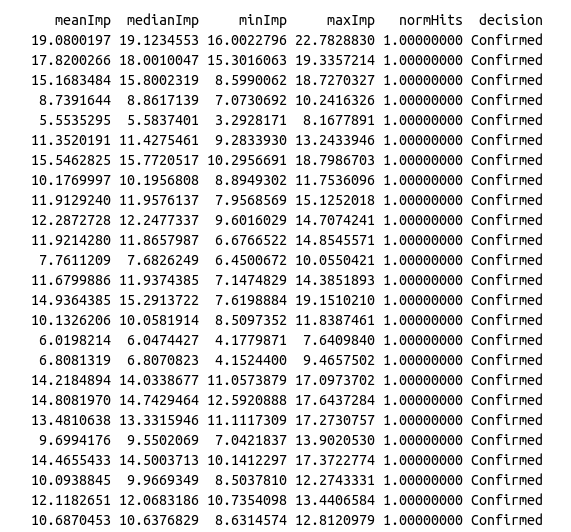 meanImp medianImp minImp maxImp normHits decision
19.0800197 19.1234553 16.0022796 22.7828830 1.00000000 Confirmed
17.8200266 18.0010047 15.3016063 19.3357214 1.00000000 Confirmed
15.1683484 15.8002319 8.5990062 18.7270327 1.00000000 Confirmed
8.7391644 8.8617139 7.0730692 10.2416326 1.00000000 Confirmed
5.5535295 5.5837401 3.2928171 8.1677891 1.00000000 Confirmed
11.3520191 11.4275461 9.2833930 13.2433946 1.00000000 Confirmed
15.5462825 15.7720517 10.2956691 18.7986703 1.00000000 Confirmed
10.1769997 10.1956808 8.8949302 11.7536096 1.00000000 Confirmed
11.9129240 11.9576137 7.9568569 15.1252018 1.00000000 Confirmed
12.2872728 12.2477337 9.6016029 14.7074241 1.00000000 Confirmed
11.9214280 11.8657987 6.6766522 14.8545571 1.00000000 Confirmed
7.7611209 7.6826249 6.4500672 10.0550421 1.00000000 Confirmed
11.6799886 11.9374385 7.1474829 14.3851893 1.00000000 Confirmed
14.9364385 15.2913722 7.6198884 19.1510210 1.00000000 Confirmed
10.1326206 10.0581914 8.5097352 11.8387461 1.00000000 Confirmed
6.0198214 6.0474427 4.1779871 7.6409840 1.00000000 Confirmed
6.8081319 6.8070823 4.1524400 9.4657502 1.00000000 Confirmed
14.2184894 14.0338677 11.0573879 17.0973702 1.00000000 Confirmed
14.8081970 14.7429464 12.5920888 17.6437284 1.00000000 Confirmed
13.4810638 13.3315946 11.1117309 17.2730757 1.00000000 Confirmed
9.6994176 9.5502069 7.0421837 13.9020530 1.00000000 Confirmed
14.4655433 14.5003713 10.1412297 17.3722774 1.00000000 Confirmed
10.0938845 9.9669349 8.5037810 12.2743331 1.00000000 Confirmed
12.1182651 12.0683186 10.7354098 13.4406584 1.00000000 Confirmed
10.6870453 10.6376829 8.6314574 12.8120979 1.00000000 Confirmed